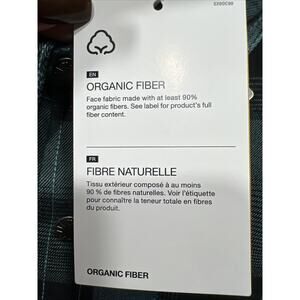 EN
ORGANIC FIBER
Face fabric made with at least 90%
organic fibers. See label for product's full
fiber content.
FR
FIBRE NATURELLE
Tissu extérieur composé à au moins
90 % de fibres naturelles. Voir l'étiquette
pour connaître la teneur totale en fibres
du produit.
ORGANIC FIBER